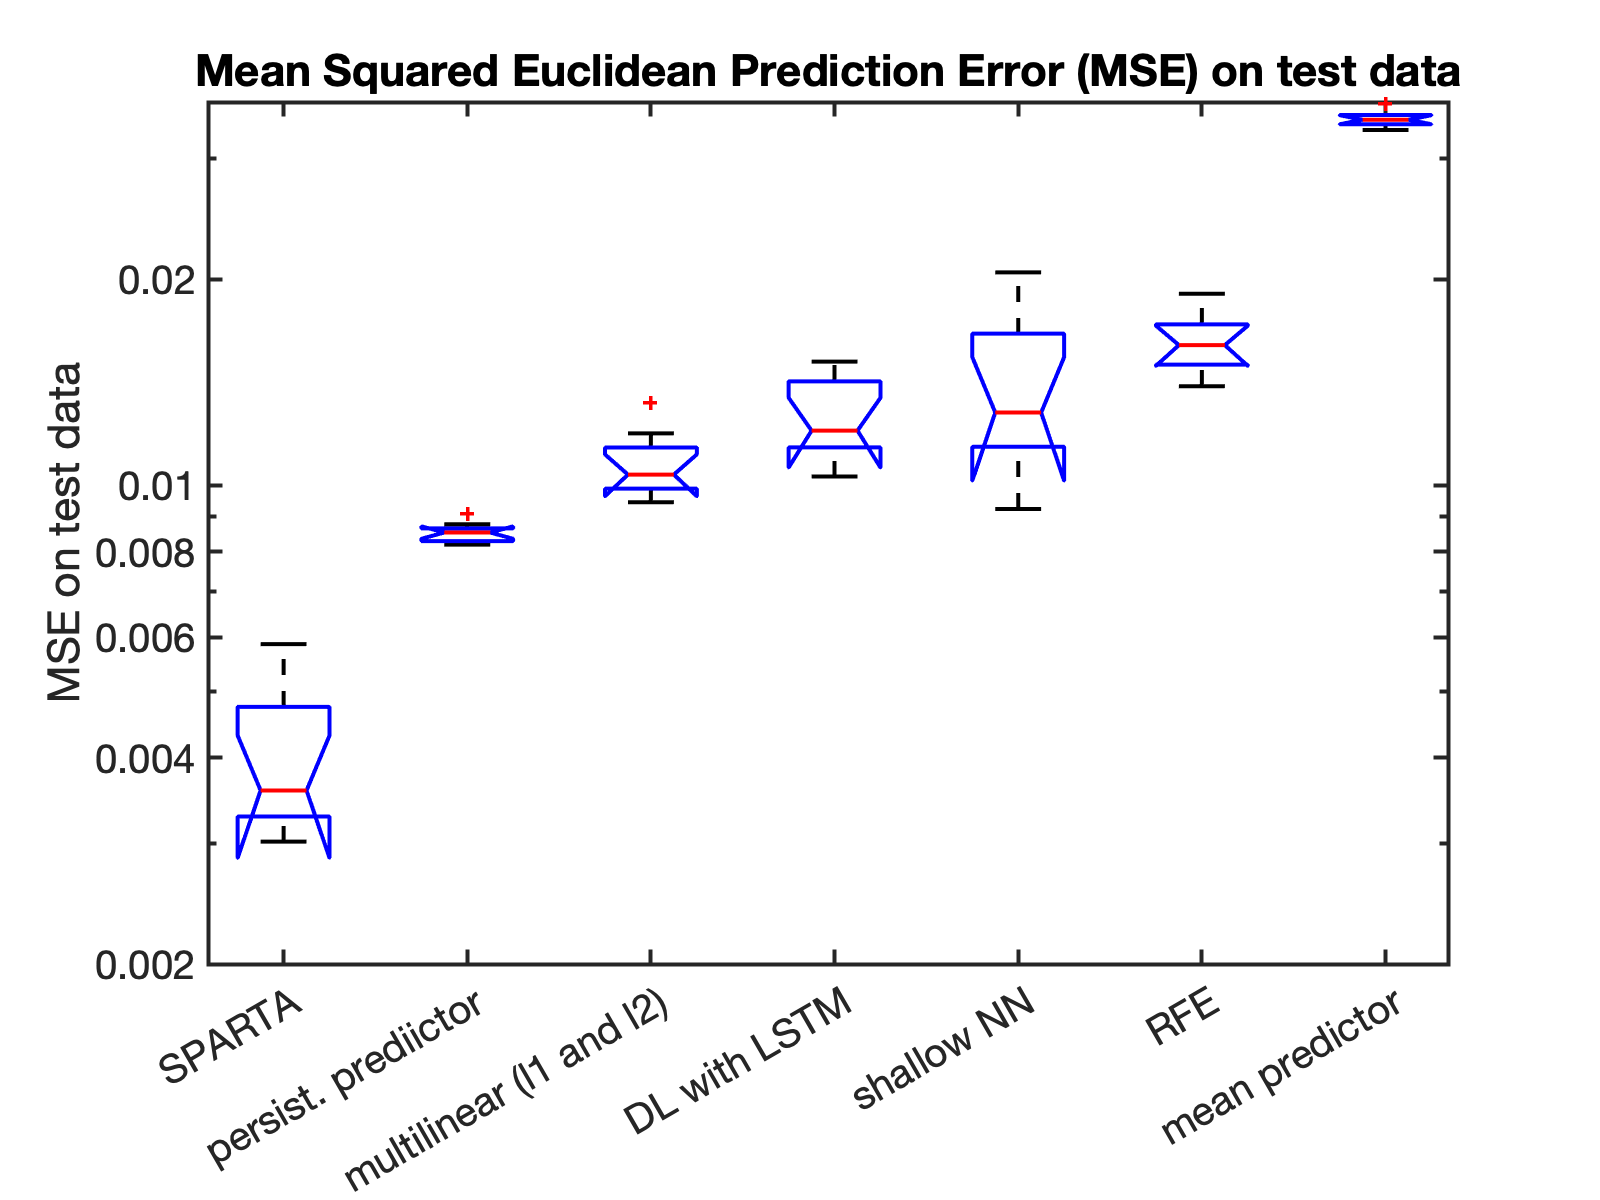 Mean Squared Euclidean Prediction Error (MSE) on test data
MSE on test data
0.02
0.01
0.008
0.006
0.004
0.002
SPARTA
persist. prediictor
multilinear (l1 and l2)
DL with LSTM
shallow NN
RFE
mean predictor